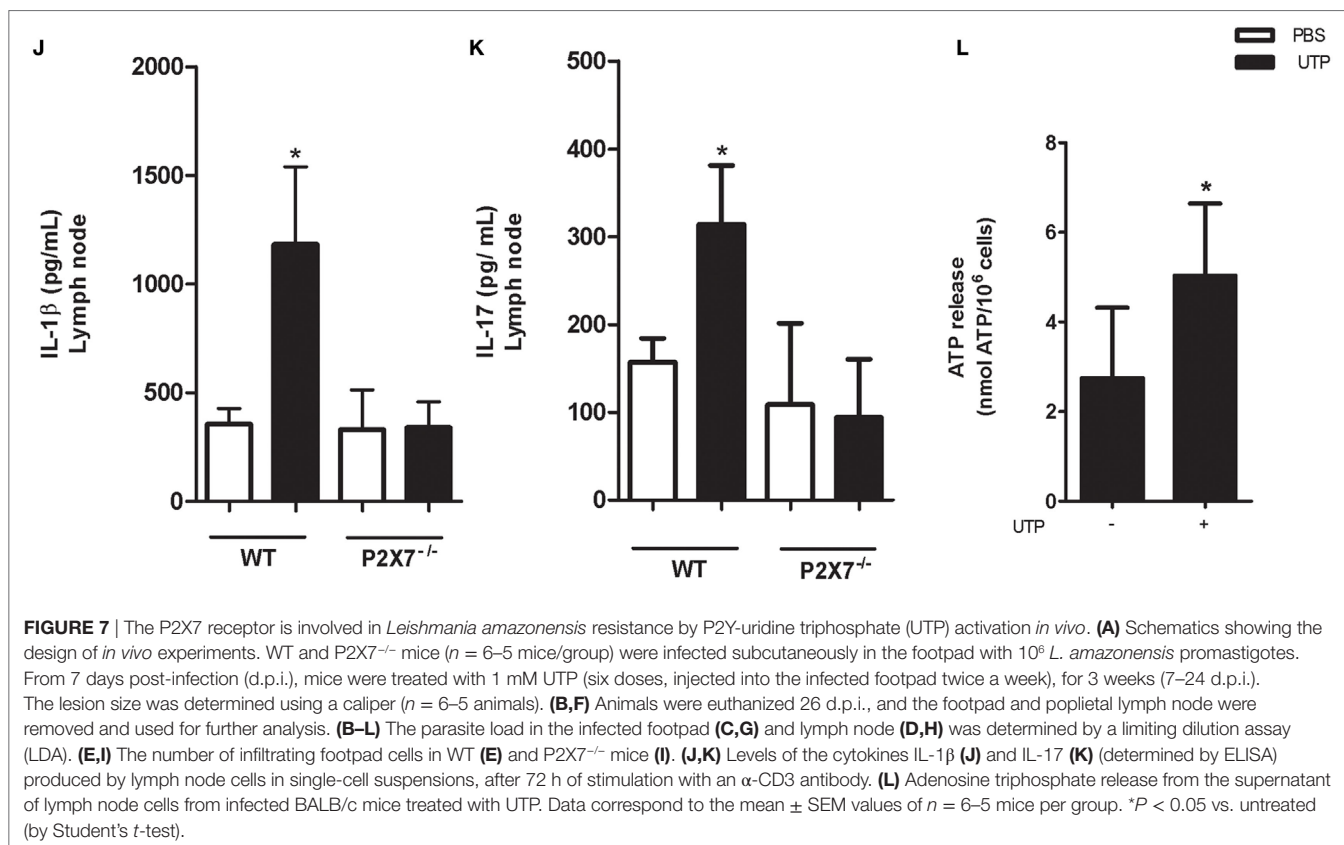 J
K
L
PBS
UTP
IL-1β (pg/mL)
Lymph node
2000
1500
1000
500
0
*
WT
P2X7-/-
IL-17 (pg/ mL)
Lymph node
500
400
300
200
100
0
*
WT
P2X7-/-
ATP release
(nmol ATP/10⁶ cells)
8
6
4
2
0
*
UTP - +
FIGURE 7 | The P2X7 receptor is involved in Leishmania amazonensis resistance by P2Y-uridine triphosphate (UTP) activation in vivo. (A) Schematics showing the
design of in vivo experiments. WT and P2X7−/− mice (n = 6–5 mice/group) were infected subcutaneously in the footpad with 10⁶ L. amazonensis promastigotes.
From 7 days post-infection (d.p.i.), mice were treated with 1 mM UTP (six doses, injected into the infected footpad twice a week), for 3 weeks (7–24 d.p.i.).
The lesion size was determined using a caliper (n = 6–5 animals). (B,F) Animals were euthanized 26 d.p.i., and the footpad and poplietal lymph node were
removed and used for further analysis. (B–L) The parasite load in the infected footpad (C,G) and lymph node (D,H) was determined by a limiting dilution assay
(LDA). (E,I) The number of infiltrating footpad cells in WT (E) and P2X7−/− mice (I). (J,K) Levels of the cytokines IL-1β (J) and IL-17 (K) (determined by ELISA)
produced by lymph node cells in single-cell suspensions, after 72 h of stimulation with an α-CD3 antibody. (L) Adenosine triphosphate release from the supernatant
of lymph node cells from infected BALB/c mice treated with UTP. Data correspond to the mean ± SEM values of n = 6–5 mice per group. *P < 0.05 vs. untreated
(by Student's t-test).